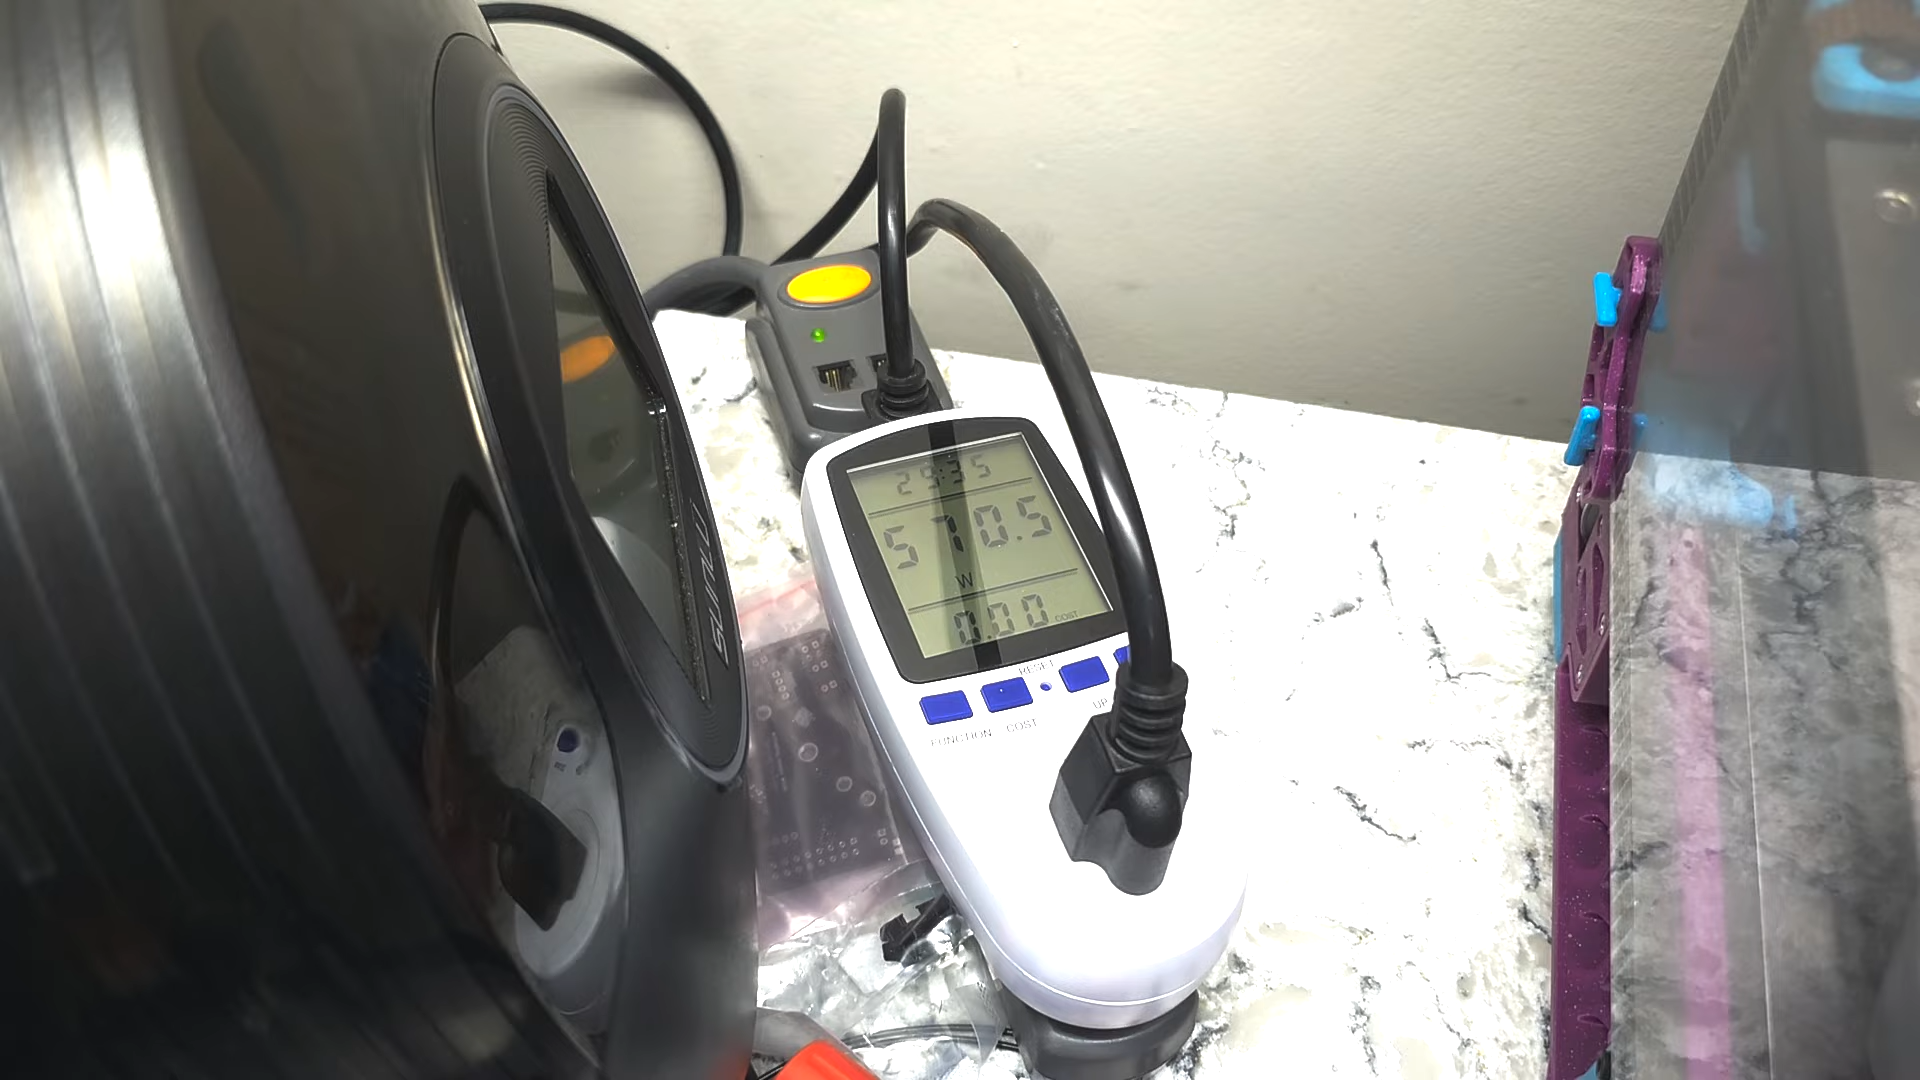 29:35
570.5
W
0.00 COST
RESET
UP
FUNCTION COST
SUNLU